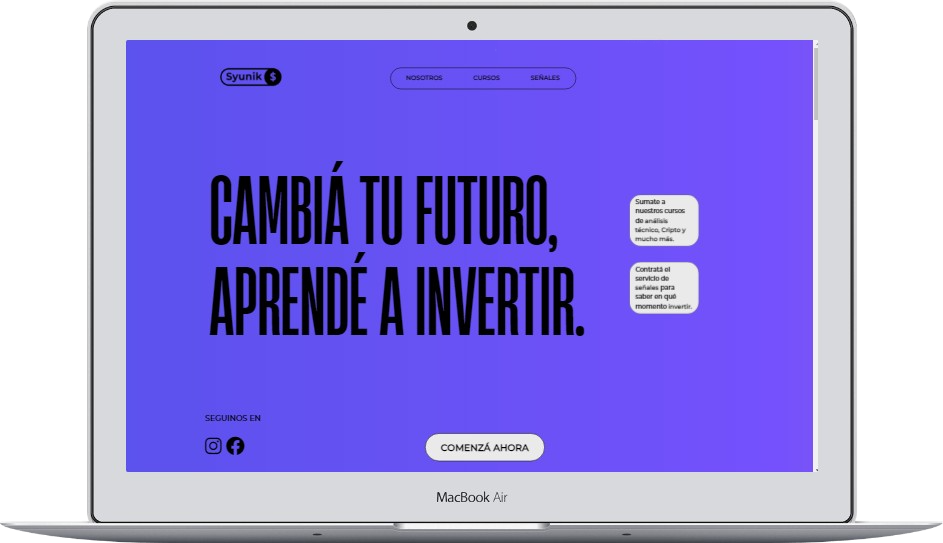 Syunik $
NOSOTROS
CURSOS
SEÑALES
CAMBIÁ TU FUTURO,
APRENDÉ A INVERTIR.
Sumate a
nuestros cursos
de análisis
técnico, Cripto y
mucho más.
Contratá el
servicio de
señales para
saber en qué
momento invertir.
SEGUINOS EN
COMENZÁ AHORA
MacBook Air